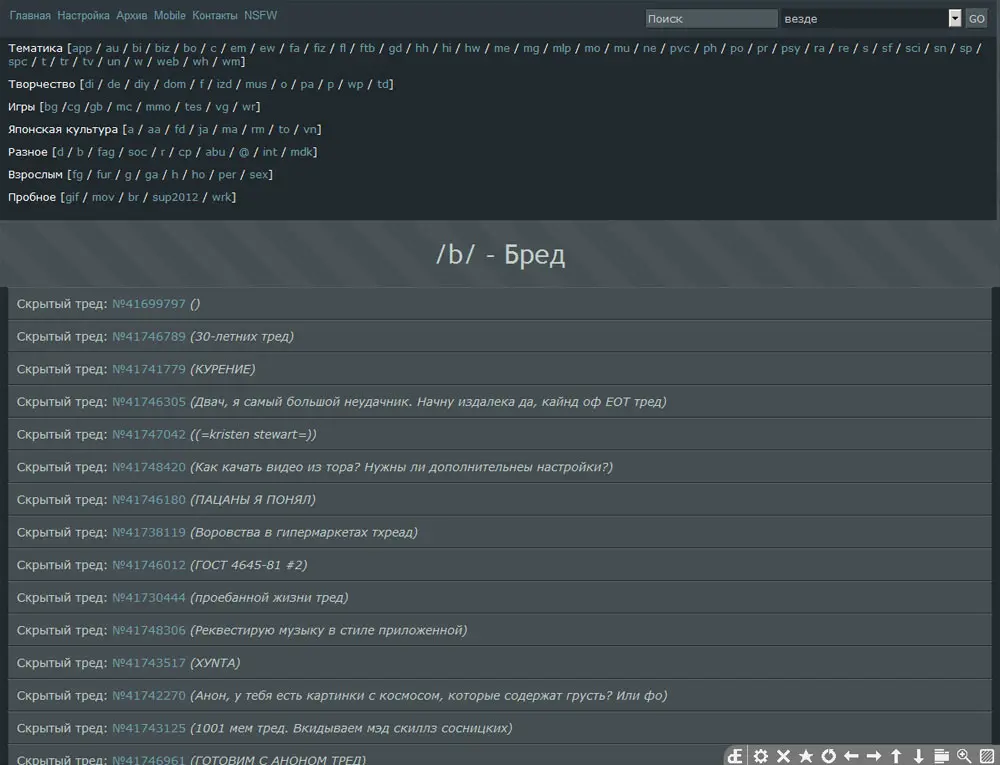 Главная Настройка Архив Mobile Контакты NSFW
Поиск везде GO
Тематика [app / au / bi / biz / bo / c / em / ew / fa / fiz / fl / ftb / gd / hh / hi / hw / me / mg / mlp / mo / mu / ne / pvc / ph / po / pr / psy / ra / re / s / sf / sci / sn / sp /
spc / t / tr / tv / un / w / web / wh / wm]
Творчество [di / de / diy / dom / f / izd / mus / o / pa / p / wp / td]
Игры [bg /cg /gb / mc / mmo / tes / vg / wr]
Японская культура [a / aa / fd / ja / ma / rm / to / vn]
Разное [d / b / fag / soc / r / cp / abu / @ / int / mdk]
Взрослым [fg / fur / g / ga / h / ho / per / sex]
Пробное [gif / mov / br / sup2012 / wrk]
/b/ - Бред
Скрытый тред: №41699797 ()
Скрытый тред: №41746789 (30-летних тред)
Скрытый тред: №41741779 (КУРЕНИЕ)
Скрытый тред: №41746305 (Двач, я самый большой неудачник. Начну издалека да, кайнд оф ЕОТ тред)
Скрытый тред: №41747042 ((=kristen stewart=))
Скрытый тред: №41748420 (Как качать видео из тора? Нужны ли дополнительнеы настройки?)
Скрытый тред: №41746180 (ПАЦАНЫ Я ПОНЯЛ)
Скрытый тред: №41738119 (Воровства в гипермаркетах тхреад)
Скрытый тред: №41746012 (ГОСТ 4645-81 #2)
Скрытый тред: №41730444 (проебанной жизни тред)
Скрытый тред: №41748306 (Реквестирую музыку в стиле приложенной)
Скрытый тред: №41743517 (ХУNТА)
Скрытый тред: №41742270 (Анон, у тебя есть картинки с космосом, которые содержат грусть? Или фо)
Скрытый тред: №41743125 (1001 мем тред. Вкидываем мэд скиллз сосницких)
Скрытый тред: №41746961 (ГОТОВИМ С АНОНОМ ТРЕД)